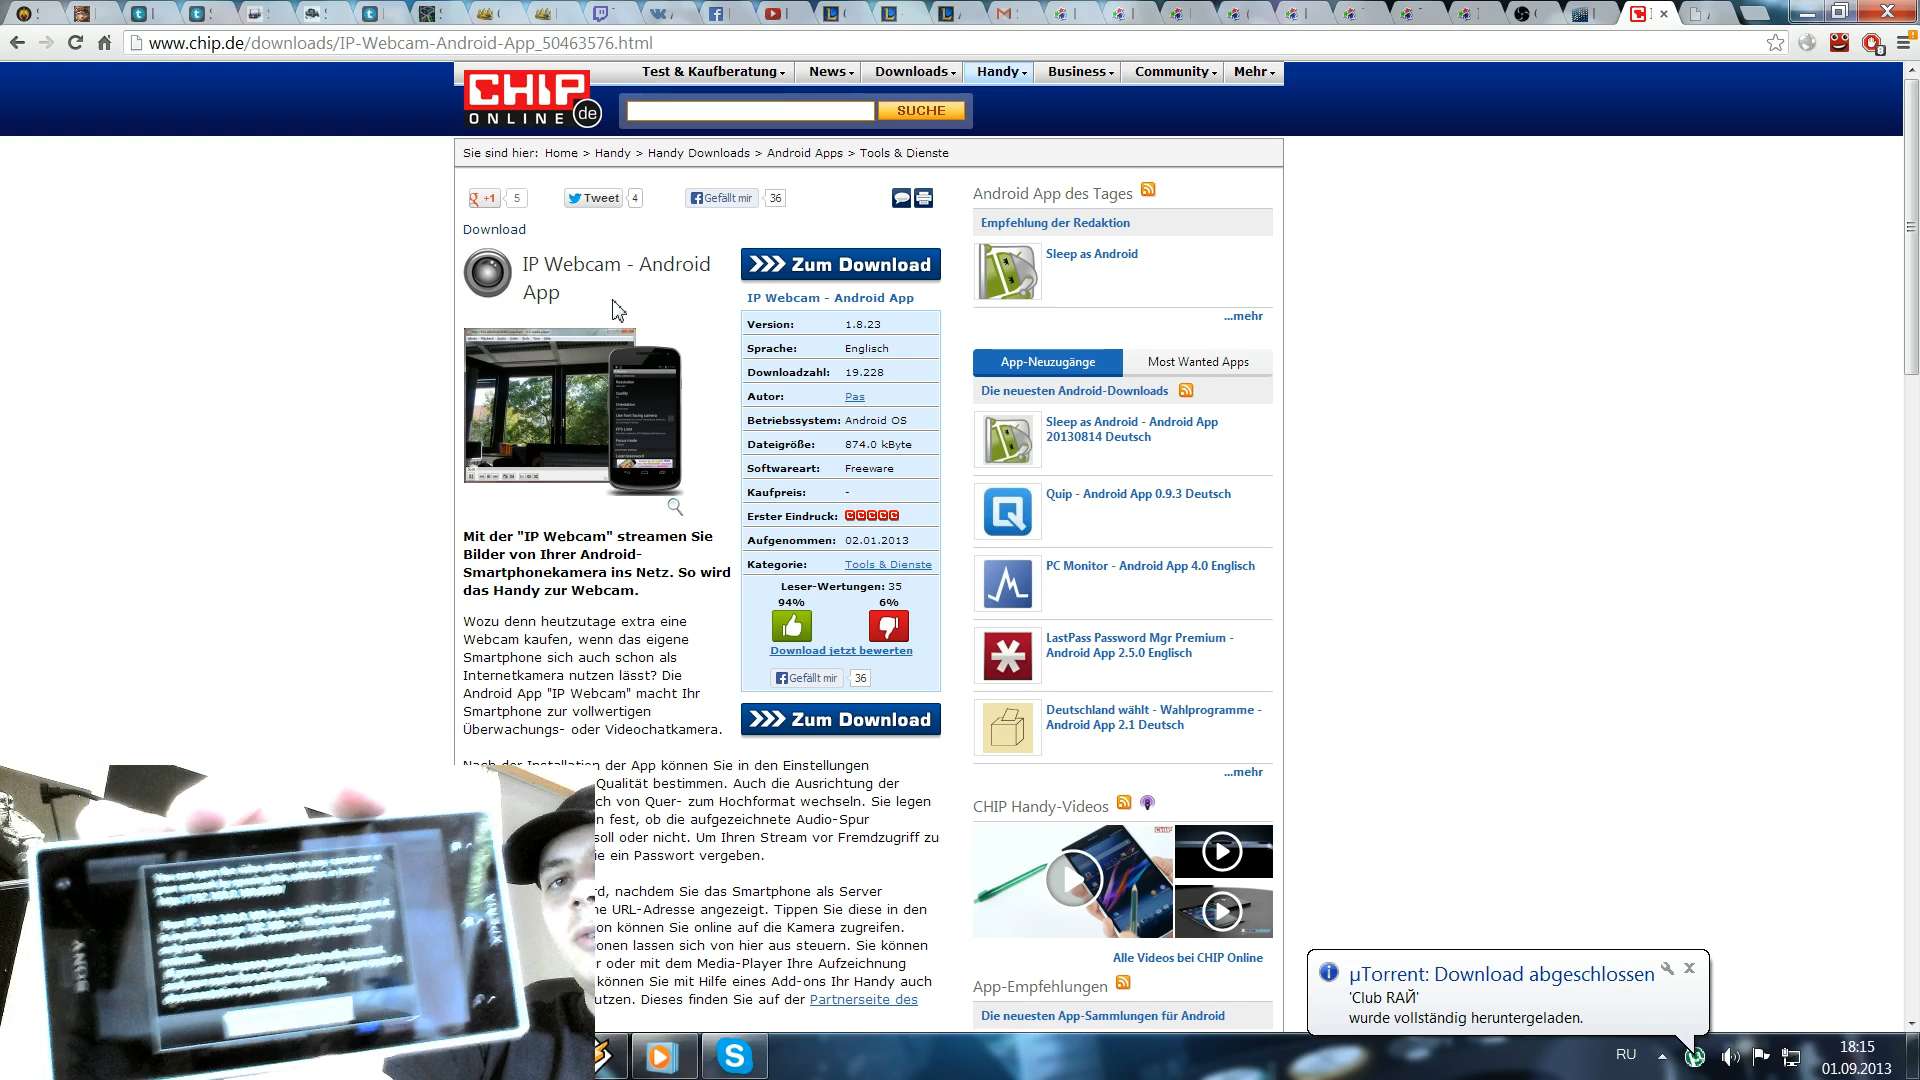 www.chip.de/downloads/IP-Webcam-Android-App_50463576.html
CHIP
ONLINE de
Test & Kaufberatung
News
Downloads
Handy
Business
Community
Mehr
SUCHE
Sie sind hier: Home > Handy > Handy Downloads > Android Apps > Tools & Dienste
+1 5
Tweet 4
Gefällt mir 36
Download
IP Webcam - Android
App
Zum Download
IP Webcam - Android App
Version: 1.8.23
Sprache: Englisch
Downloadzahl: 19.228
Autor: Pas
Betriebssystem: Android OS
Dateigröße: 874.0 kByte
Softwareart: Freeware
Kaufpreis: -
Erster Eindruck:
Aufgenommen: 02.01.2013
Kategorie: Tools & Dienste
Leser-Wertungen: 35
94% 6%
Download jetzt bewerten
Gefällt mir 36
Zum Download
Mit der "IP Webcam" streamen Sie
Bilder von Ihrer Android-
Smartphonekamera ins Netz. So wird
das Handy zur Webcam.
Wozu denn heutzutage extra eine
Webcam kaufen, wenn das eigene
Smartphone sich auch schon als
Internetkamera nutzen lässt? Die
Android App "IP Webcam" macht Ihr
Smartphone zur vollwertigen
Überwachungs- oder Videochatkamera.
Nach der Installation der App können Sie in den Einstellungen
Qualität bestimmen. Auch die Ausrichtung der
ch von Quer- zum Hochformat wechseln. Sie legen
n fest, ob die aufgezeichnete Audio-Spur
soll oder nicht. Um Ihren Stream vor Fremdzugriff zu
ie ein Passwort vergeben.
rd, nachdem Sie das Smartphone als Server
ne URL-Adresse angezeigt. Tippen Sie diese in den
on können Sie online auf die Kamera zugreifen.
onen lassen sich von hier aus steuern. Sie können
r oder mit dem Media-Player Ihre Aufzeichnung
können Sie mit Hilfe eines Add-ons Ihr Handy auch
utzen. Dieses finden Sie auf der Partnerseite des
Android App des Tages
Empfehlung der Redaktion
Sleep as Android
...mehr
App-Neuzugänge
Most Wanted Apps
Die neuesten Android-Downloads
Sleep as Android - Android App
20130814 Deutsch
Quip - Android App 0.9.3 Deutsch
PC Monitor - Android App 4.0 Englisch
LastPass Password Mgr Premium -
Android App 2.5.0 Englisch
Deutschland wählt - Wahlprogramme -
Android App 2.1 Deutsch
...mehr
CHIP Handy-Videos
Alle Videos bei CHIP Online
App-Empfehlungen
Die neuesten App-Sammlungen für Android
µTorrent: Download abgeschlossen
'Club RAЙ'
wurde vollständig heruntergeladen.
SONY
XPERIA
RU
18:15
01.09.2013